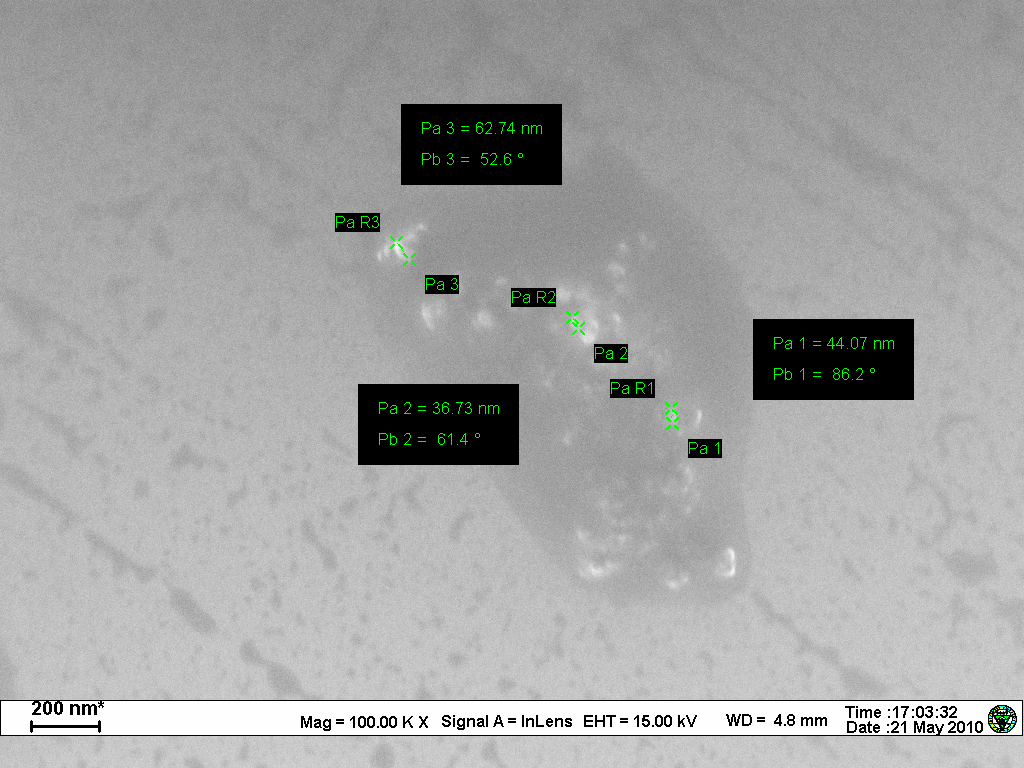 Pa 3 = 62.74 nm
Pb 3 = 52.6 °
Pa R3
Pa 3
Pa R2
Pa 2
Pa 1 = 44.07 nm
Pb 1 = 86.2 °
Pa R1
Pa 2 = 36.73 nm
Pb 2 = 61.4 °
Pa 1
200 nm*
Mag = 100.00 K X Signal A = InLens EHT = 15.00 kV WD = 4.8 mm
Time :17:03:32
Date :21 May 2010